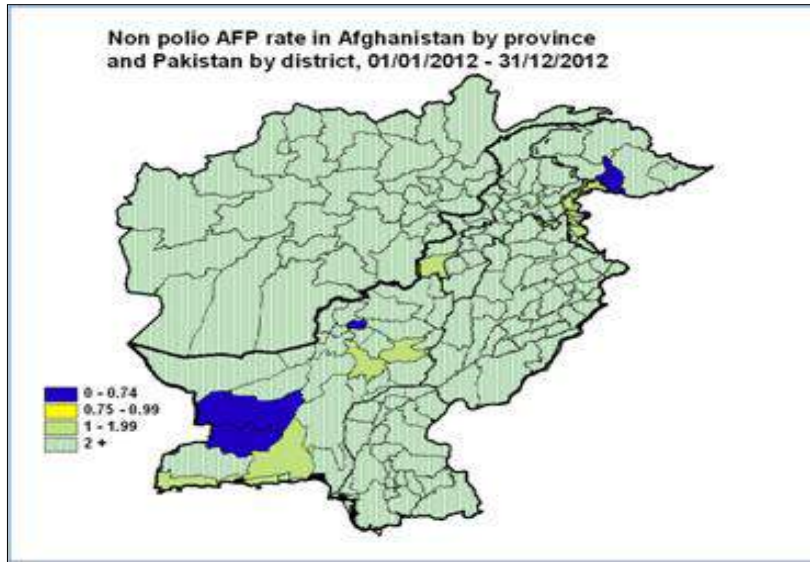 Non polio AFP rate in Afghanistan by province
and Pakistan by district, 01/01/2012 - 31/12/2012
0 - 0.74
0.75 - 0.99
1 - 1.99
2 +